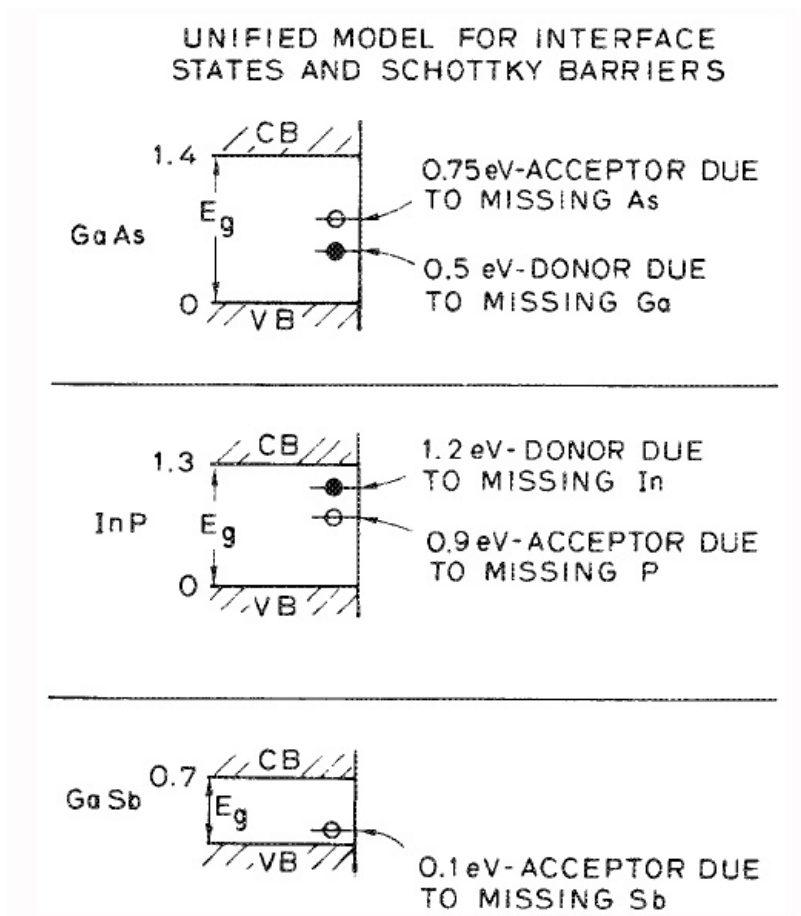 UNIFIED MODEL FOR INTERFACE
STATES AND SCHOTTKY BARRIERS
CB
1.4
0.75 eV-ACCEPTOR DUE
TO MISSING As
Eg
GaAs
0.5 eV-DONOR DUE
TO MISSING Ga
0
VB
CB
1.3
1.2 eV-DONOR DUE
TO MISSING In
InP
Eg
0.9 eV-ACCEPTOR DUE
TO MISSING P
0
VB
CB
0.7
GaSb
Eg
VB
0.1 eV-ACCEPTOR DUE
TO MISSING Sb